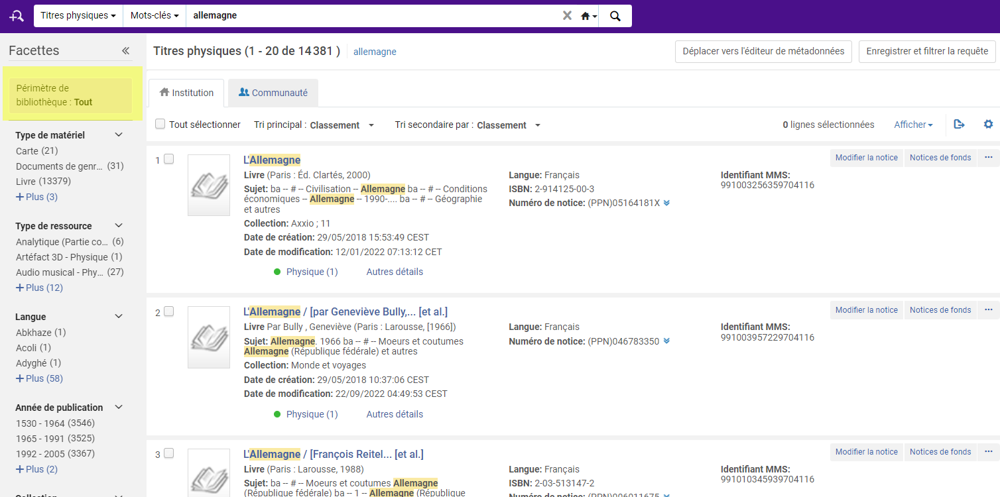 Titres physiques Mots-clés allemagne
Facettes
Périmètre de
bibliothèque : Tout
Type de matériel
Carte (21)
Documents de genr... (31)
Livre (13379)
Plus (3)
Type de ressource
Analytique (Partie co... (6)
Artéfact 3D - Physique (1)
Audio musical - Phy... (27)
Plus (12)
Langue
Abkhaze (1)
Acoli (1)
Adyghé (1)
Plus (58)
Année de publication
1530 - 1964 (3546)
1965 - 1991 (3525)
1992 - 2005 (3367)
Plus (2)
Titres physiques (1 - 20 de 14 381 ) allemagne
Déplacer vers l'éditeur de métadonnées Enregistrer et filtrer la requête
Institution Communauté
Tout sélectionner Tri principal : Classement Tri secondaire par : Classement 0 lignes sélectionnées Afficher
1 L'Allemagne
Livre (Paris : Éd. Clartés, 2000)
Sujet: ba -- # -- Civilisation -- Allemagne ba -- # -- Conditions
économiques -- Allemagne -- 1990-.... ba -- # -- Géographie
et autres
Collection: Axxio ; 11
Date de création: 29/05/2018 15:53:49 CEST
Date de modification: 12/01/2022 07:13:12 CET
Physique (1) Autres détails
Langue: Français
ISBN: 2-914125-00-3
Numéro de notice: (PPN)05164181X
Modifier la notice Notices de fonds ...
Identifiant MMS:
991003256359704116
2 L'Allemagne / [par Geneviève Bully,... [et al.]
Livre Par Bully , Geneviève (Paris : Larousse, [1966])
Sujet: Allemagne. 1966 ba -- # -- Moeurs et coutumes
Allemagne (République fédérale) et autres
Collection: Monde et voyages
Date de création: 29/05/2018 10:37:06 CEST
Date de modification: 22/09/2022 04:49:53 CEST
Physique (1) Autres détails
Langue: Français
Numéro de notice: (PPN)046783350
Modifier la notice Notices de fonds ...
Identifiant MMS:
991003957229704116
3 L'Allemagne / [François Reitel... [et al.]
Livre (Paris : Larousse, 1988)
Sujet: ba -- # -- Moeurs et coutumes Allemagne
(République fédérale) ba -- 1 -- Allemagne (République
Langue: Français
ISBN: 2-03-513147-2
Numéro de notice: (PPN)006011675
Modifier la notice Notices de fonds ...
Identifiant MMS:
991010345939704116